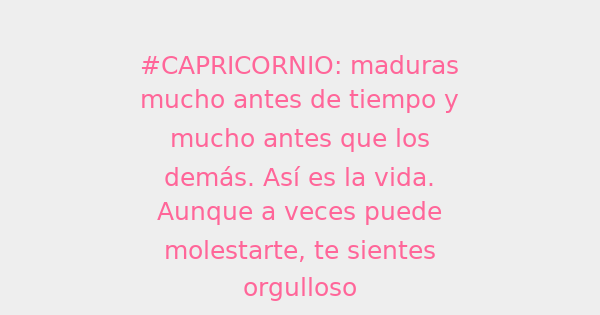 #CAPRICORNIO: maduras
mucho antes de tiempo y
mucho antes que los
demás. Así es la vida.
Aunque a veces puede
molestarte, te sientes
orgulloso